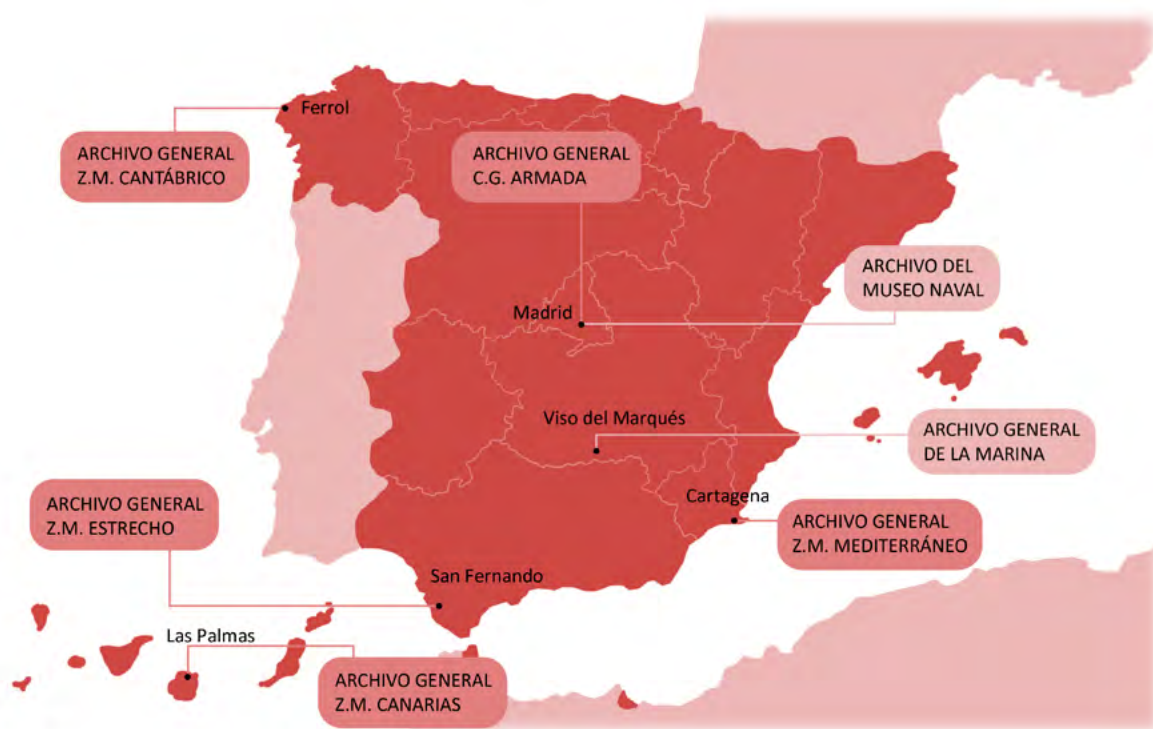 Ferrol
ARCHIVO GENERAL
Z.M. CANTÁBRICO
ARCHIVO GENERAL
C.G. ARMADA
ARCHIVO DEL
MUSEO NAVAL
Madrid
Viso del Marqués
ARCHIVO GENERAL
DE LA MARINA
Cartagena
ARCHIVO GENERAL
Z.M. MEDITERRÁNEO
ARCHIVO GENERAL
Z.M. ESTRECHO
San Fernando
Las Palmas
ARCHIVO GENERAL
Z.M. CANARIAS